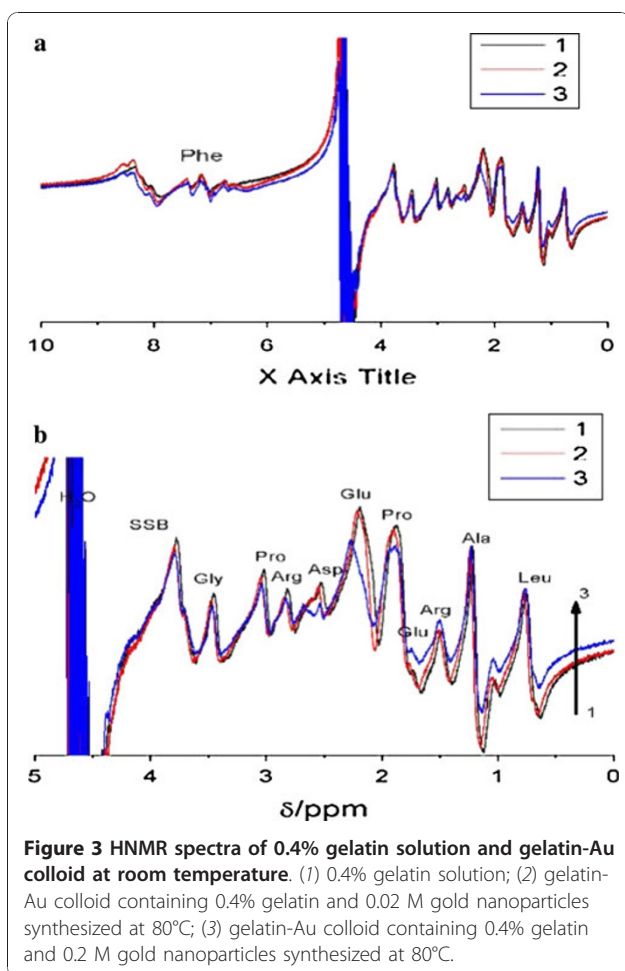 a
1
2
3
Phe
10 8 6 4 2 0
X Axis Title
b
1
2
3
H2O
SSB
Gly
Pro
Arg
Asp
Glu
Pro
Glu
Arg
Ala
Leu
3
1
5 4 3 2 1 0
δ/ppm
Figure 3 HNMR spectra of 0.4% gelatin solution and gelatin-Au
colloid at room temperature. (1) 0.4% gelatin solution; (2) gelatin-
Au colloid containing 0.4% gelatin and 0.02 M gold nanoparticles
synthesized at 80°C; (3) gelatin-Au colloid containing 0.4% gelatin
and 0.2 M gold nanoparticles synthesized at 80°C.